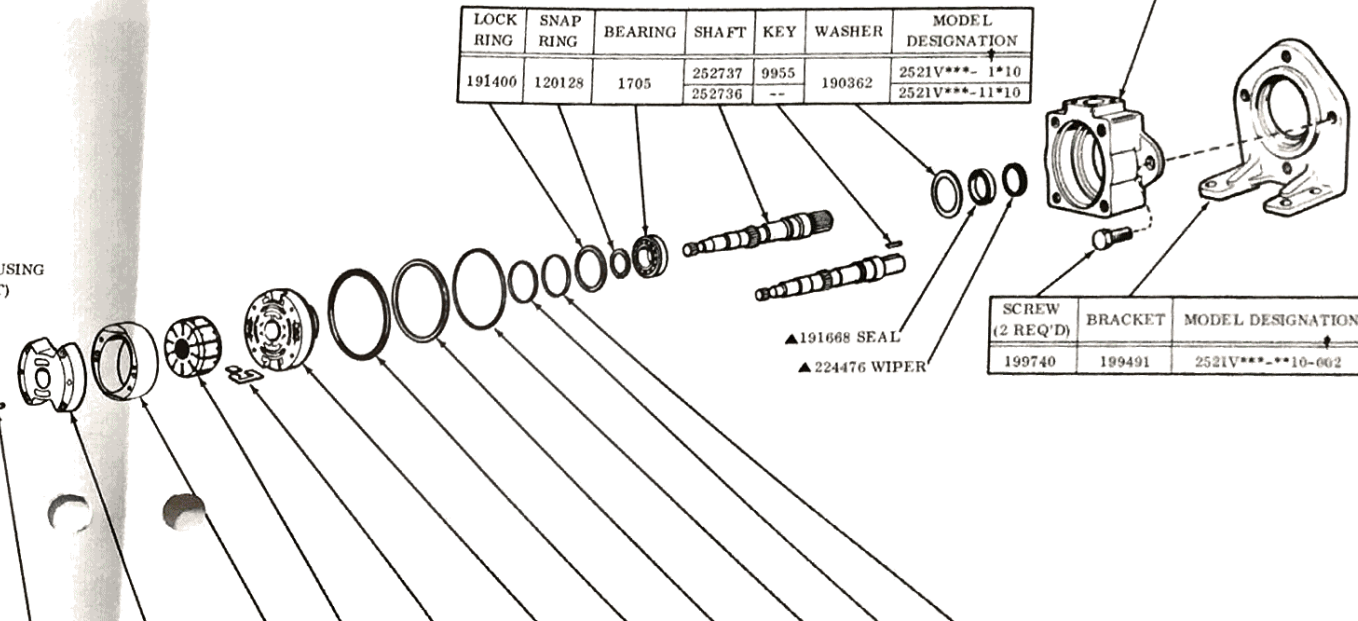 LOCK RING SNAP RING BEARING SHAFT KEY WASHER MODEL DESIGNATION
191400 120128 1705 252737 9955 190362 2521V***- 1*10
252736 -- 2521V***-11*10
USING
)
▲191668 SEAL
▲224476 WIPER
SCREW (2 REQ'D) BRACKET MODEL DESIGNATION
199740 199491 2521V***-**10-002